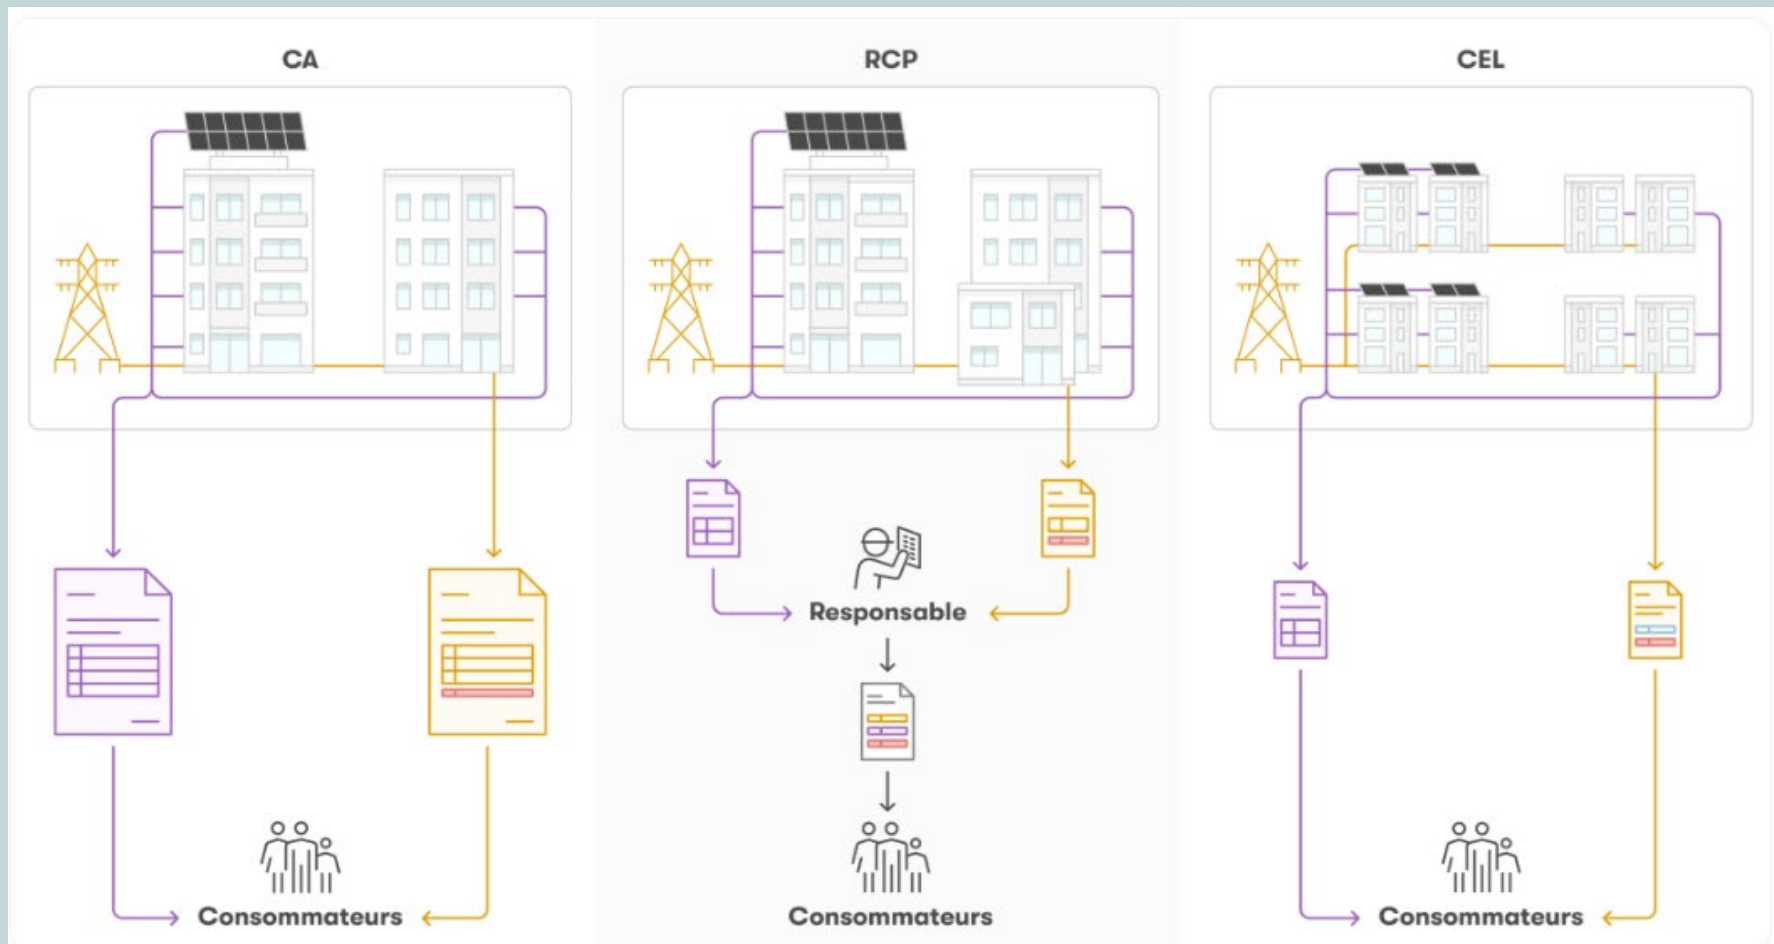 CA
RCP
CEL
Responsable
Consommateurs
Consommateurs
Consommateurs